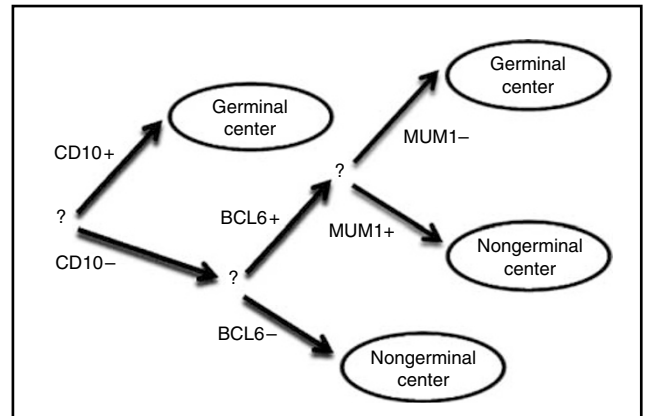 Germinal
center
Germinal
center
MUM1−
CD10+
?
?
BCL6+
MUM1+
CD10−
?
Nongerminal
center
BCL6−
Nongerminal
center